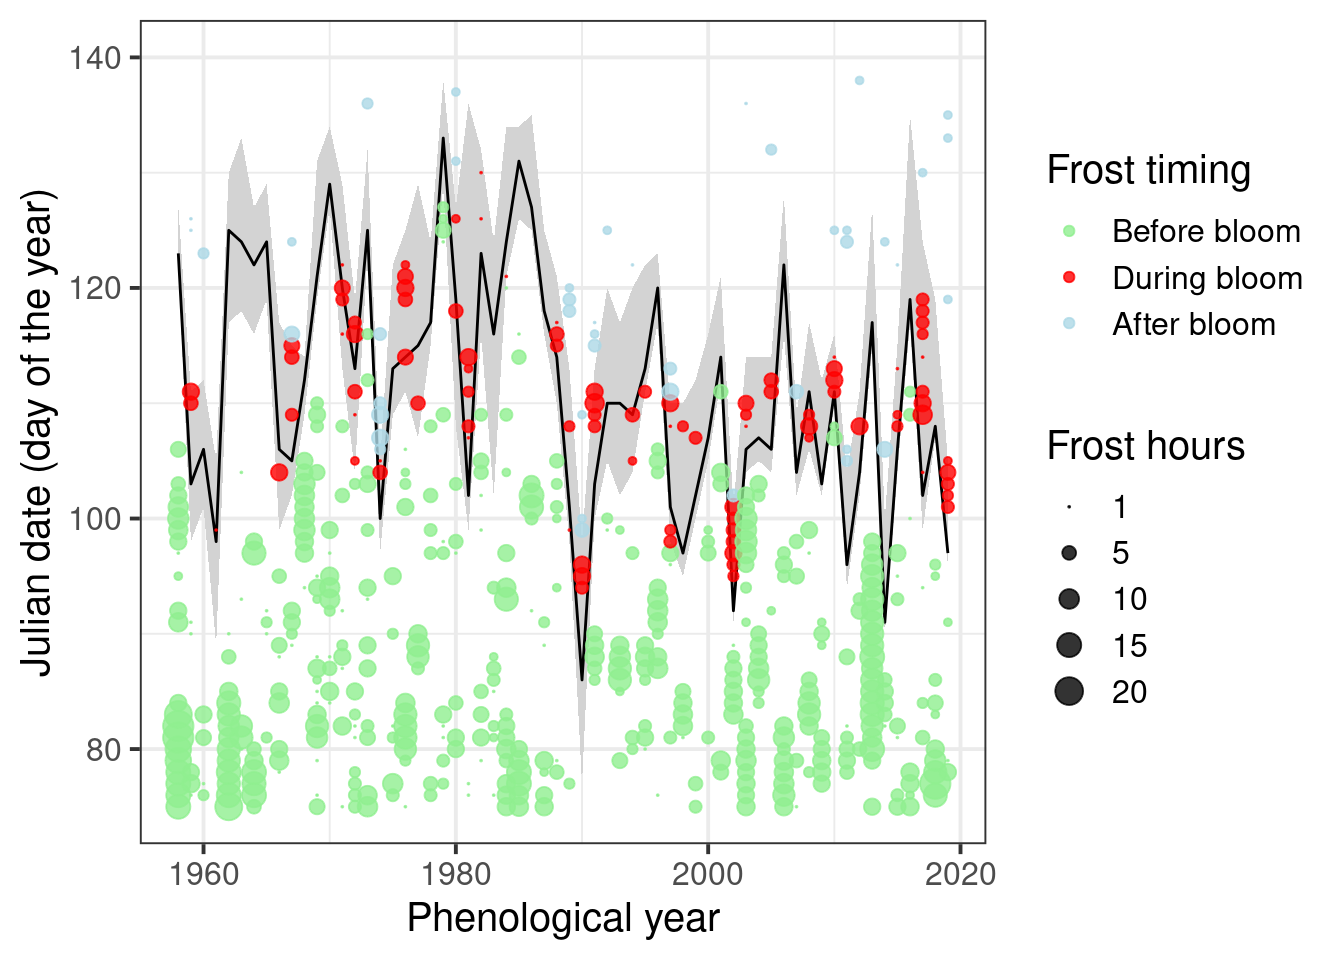 140
120
100
80
1960
1980
2000
2020
Phenological year
Julian date (day of the year)
Frost timing
Before bloom
During bloom
After bloom
Frost hours
1
5
10
15
20